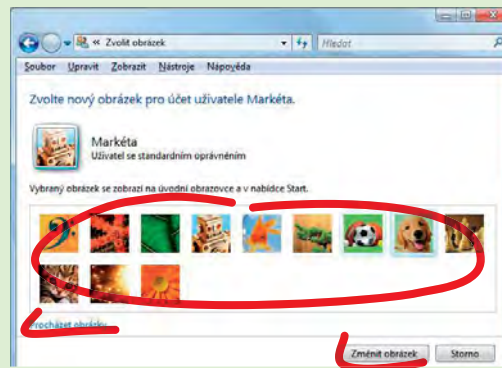 « Zvolit obrázek
Hledat
Soubor Upravit Zobrazit Nástroje Nápověda
Zvolte nový obrázek pro účet uživatele Markéta.
Markéta
Uživatel se standardním oprávněním
Vybraný obrázek se zobrazí na úvodní obrazovce a v nabídce Start.
Procházet obrázky...
Změnit obrázek Storno